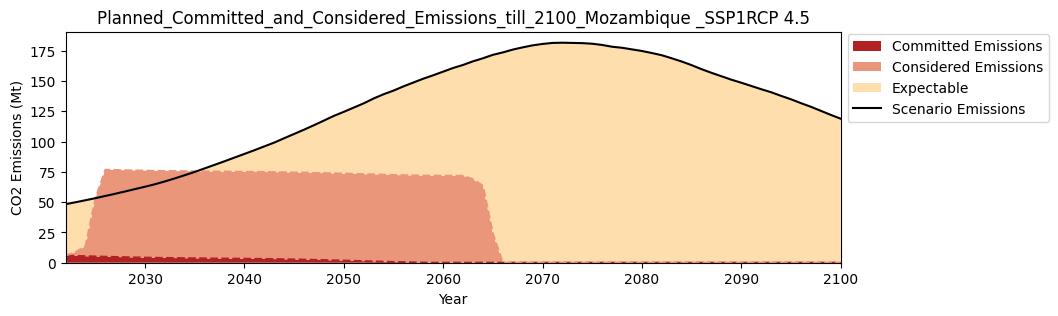 Planned_Committed_and_Considered_Emissions_till_2100_Mozambique _SSP1RCP 4.5
Committed Emissions
Considered Emissions
Expectable
Scenario Emissions
CO2 Emissions (Mt)
175
150
125
100
75
50
25
0
2030 2040 2050 2060 2070 2080 2090 2100
Year